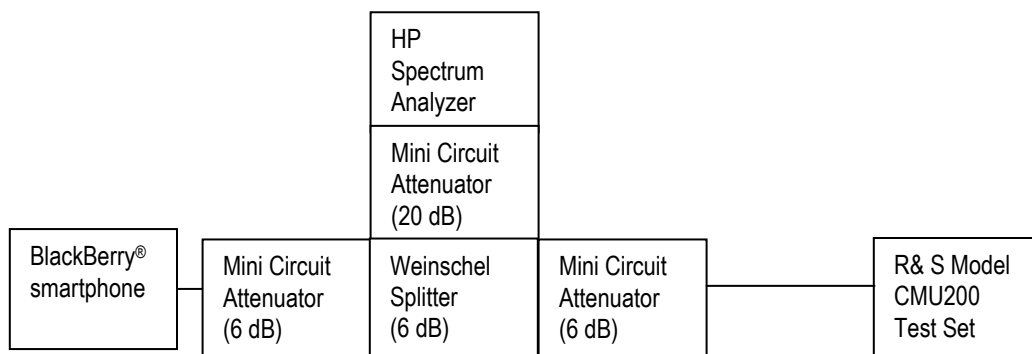 HP
Spectrum
Analyzer
Mini Circuit
Attenuator
(20 dB)
BlackBerry®
smartphone
Mini Circuit
Attenuator
(6 dB)
Weinschel
Splitter
(6 dB)
Mini Circuit
Attenuator
(6 dB)
R& S Model
CMU200
Test Set